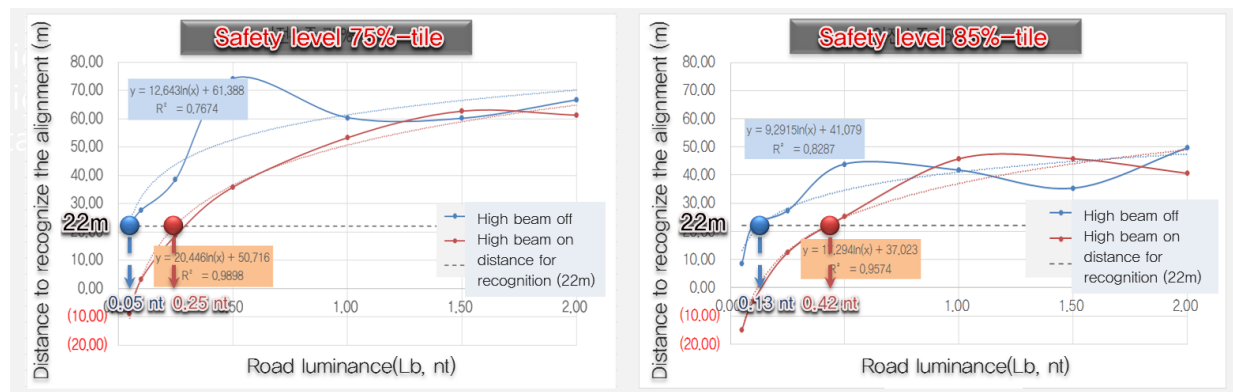 Safety level 75%-tile
Distance to recognize the alignment (m)
80,00
70,00
60,00
50,00
40,00
30,00
22m
20,00
10,00
0,00
(10,00)
(20,00)
y = 12,643ln(x) + 61,388
R² = 0,7674
y = 20,446ln(x) + 50,716
R² = 0,9898
High beam off
High beam on
distance for
recognition (22m)
0.05 nt
0.25 nt
1,00
1,50
2,00
Road luminance(Lb, nt)
Safety level 85%-tile
Distance to recognize the alignment (m)
80,00
70,00
60,00
50,00
40,00
30,00
22m
20,00
10,00
0,00
(10,00)
(20,00)
y = 9,2915ln(x) + 41,079
R² = 0,8287
294ln(x) + 37,023
R² = 0,9574
High beam off
High beam on
distance for
recognition (22m)
0.13 nt
0.42 nt
1,00
1,50
2,00
Road luminance(Lb, nt)